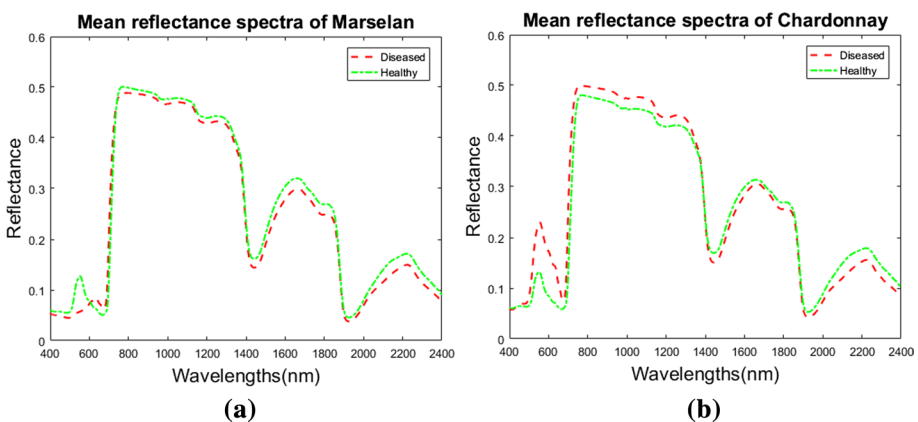 Mean reflectance spectra of Marselan
0.6
0.5
0.4
0.3
0.2
0.1
0
Reflectance
Diseased
Healthy
400 600 800 1000 1200 1400 1600 1800 2000 2200 2400
Wavelengths(nm)
(a)
Mean reflectance spectra of Chardonnay
0.6
0.5
0.4
0.3
0.2
0.1
0
Reflectance
Diseased
Healthy
400 600 800 1000 1200 1400 1600 1800 2000 2200 2400
Wavelengths(nm)
(b)